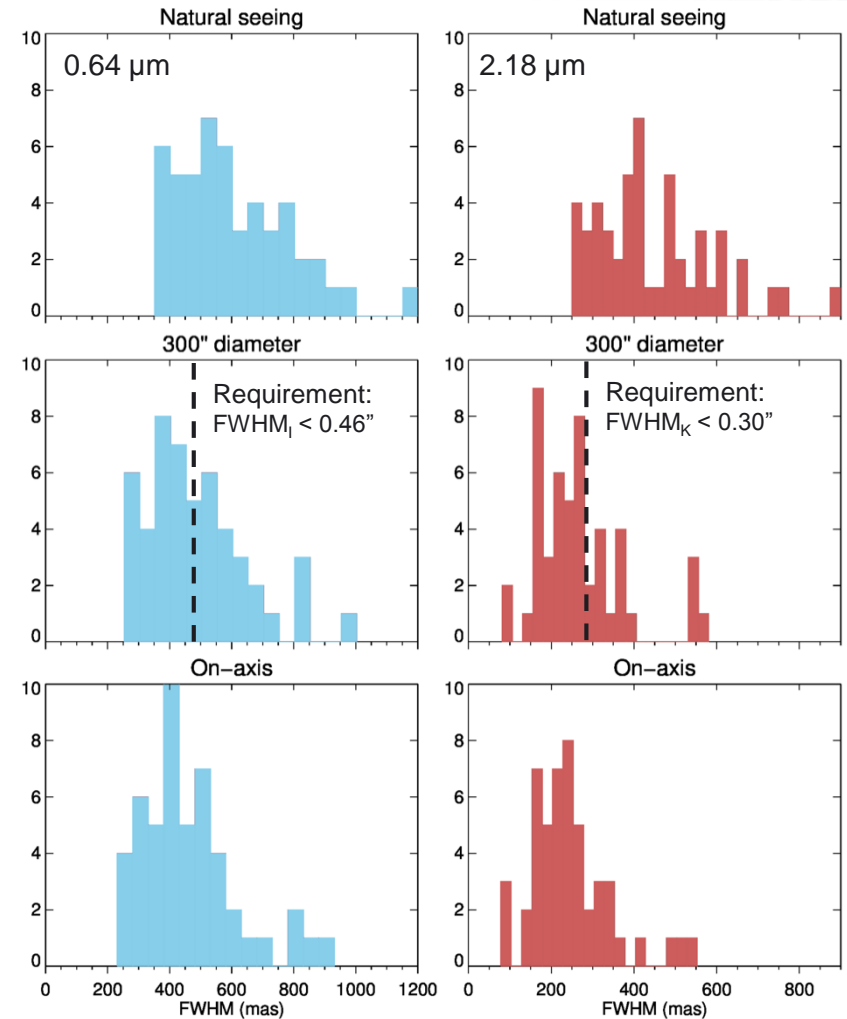 Natural seeing
10
8
6
4
2
0
0.64 µm
Natural seeing
10
8
6
4
2
0
2.18 µm
300" diameter
10
8
6
4
2
0
Requirement:
FWHM_I < 0.46”
300" diameter
10
8
6
4
2
0
Requirement:
FWHM_K < 0.30”
On−axis
10
8
6
4
2
0
0 200 400 600 800 1000 1200
FWHM (mas)
On−axis
10
8
6
4
2
0
0 200 400 600 800
FWHM (mas)